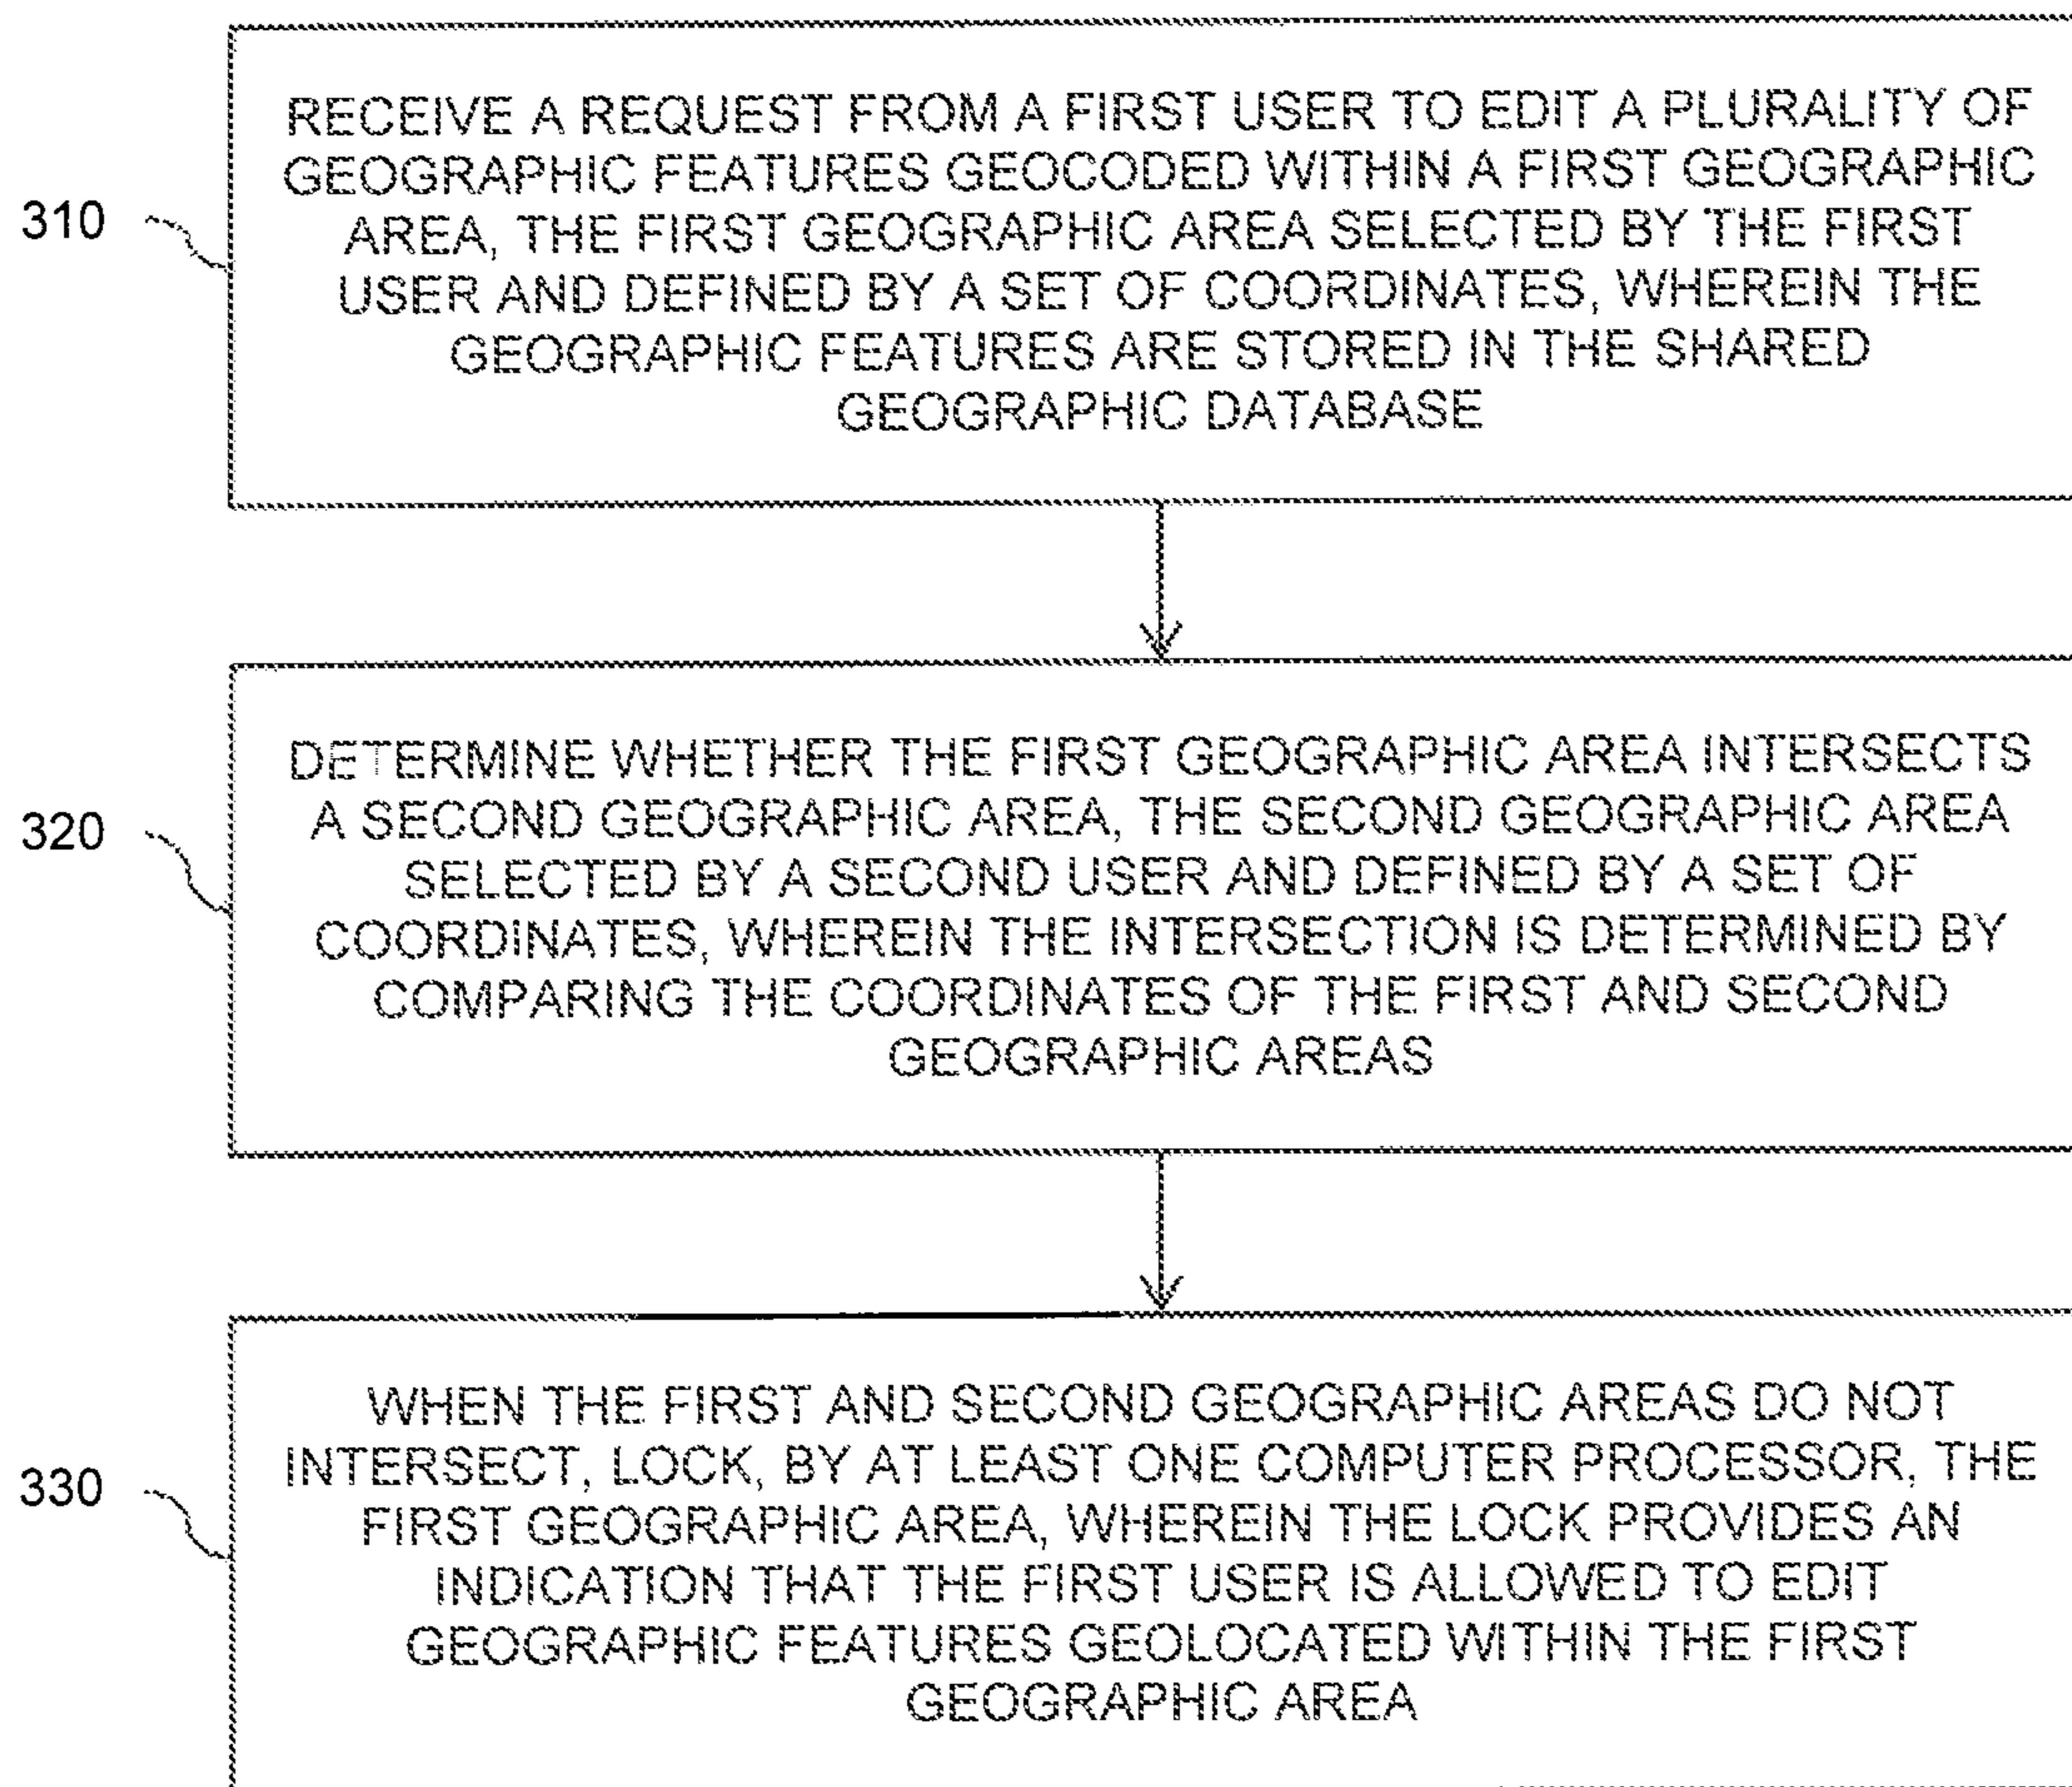 310
RECEIVE A REQUEST FROM A FIRST USER TO EDIT A PLURALITY OF
GEOGRAPHIC FEATURES GEOCODED WITHIN A FIRST GEOGRAPHIC
AREA, THE FIRST GEOGRAPHIC AREA SELECTED BY THE FIRST
USER AND DEFINED BY A SET OF COORDINATES, WHEREIN THE
GEOGRAPHIC FEATURES ARE STORED IN THE SHARED
GEOGRAPHIC DATABASE
320
DETERMINE WHETHER THE FIRST GEOGRAPHIC AREA INTERSECTS
A SECOND GEOGRAPHIC AREA, THE SECOND GEOGRAPHIC AREA
SELECTED BY A SECOND USER AND DEFINED BY A SET OF
COORDINATES, WHEREIN THE INTERSECTION IS DETERMINED BY
COMPARING THE COORDINATES OF THE FIRST AND SECOND
GEOGRAPHIC AREAS
330
WHEN THE FIRST AND SECOND GEOGRAPHIC AREAS DO NOT
INTERSECT, LOCK, BY AT LEAST ONE COMPUTER PROCESSOR, THE
FIRST GEOGRAPHIC AREA, WHEREIN THE LOCK PROVIDES AN
INDICATION THAT THE FIRST USER IS ALLOWED TO EDIT
GEOGRAPHIC FEATURES GEOLOCATED WITHIN THE FIRST
GEOGRAPHIC AREA